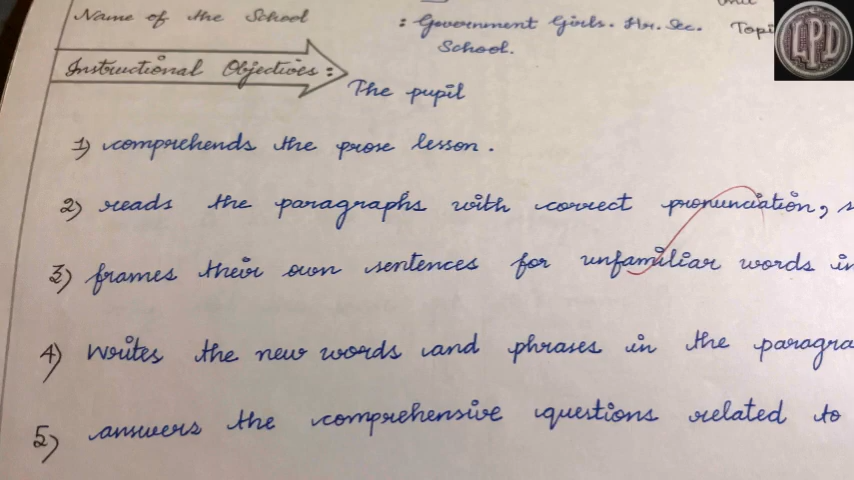 Name of the School : Government Girls. Hr. Sec. Topi
School.
Instructional Objectives :
The pupil
1) comprehends the prose lesson.
2) reads the paragraphs with correct pronunciation,
3) frames their own sentences for unfamiliar words in
4) Writes the new words and phrases in the paragra
5) answers the comprehensive questions related to
LPD